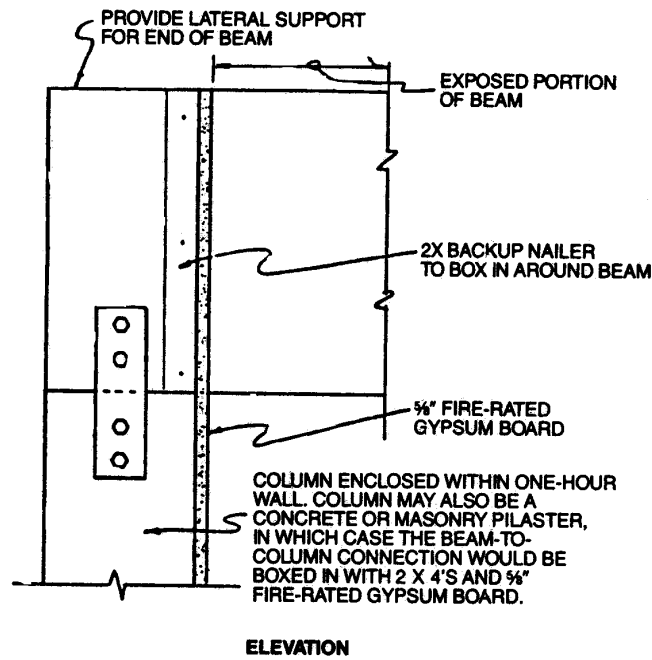 PROVIDE LATERAL SUPPORT
FOR END OF BEAM
EXPOSED PORTION
OF BEAM
2X BACKUP NAILER
TO BOX IN AROUND BEAM
⅝" FIRE-RATED
GYPSUM BOARD
COLUMN ENCLOSED WITHIN ONE-HOUR
WALL. COLUMN MAY ALSO BE A
CONCRETE OR MASONRY PILASTER,
IN WHICH CASE THE BEAM-TO-
COLUMN CONNECTION WOULD BE
BOXED IN WITH 2 X 4'S AND ⅝"
FIRE-RATED GYPSUM BOARD.
ELEVATION